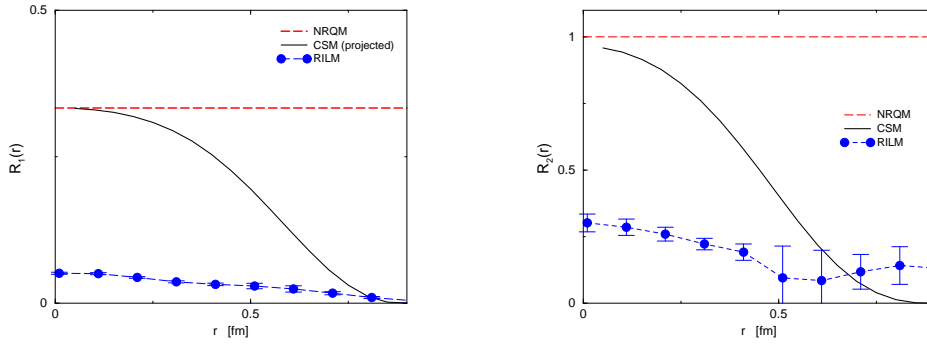 0.5
NRQM
CSM (projected)
RILM
R1(r)
0
0
0.5
r [fm]
1
NRQM
CSM
RILM
0.5
R2(r)
0
0
0.5
r [fm]